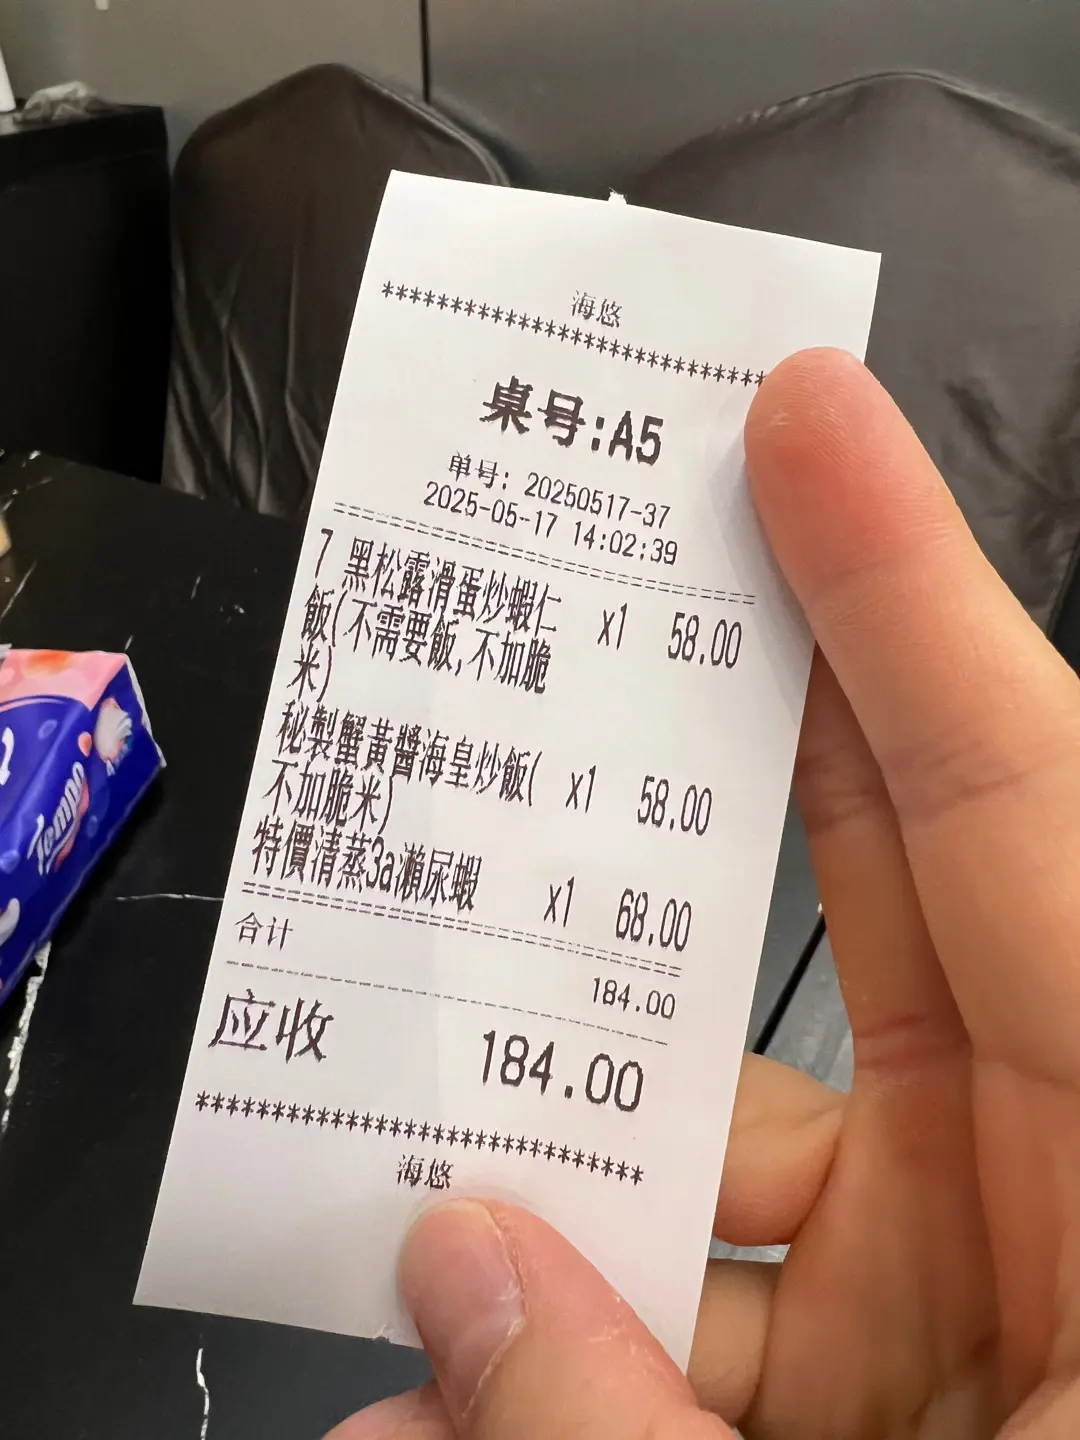 海悠
******************************
桌号:A5
单号: 20250517-37
2025-05-17 14:02:39
7 黑松露滑蛋炒蝦仁 x1 58.00
飯(不需要飯,不加脆
米)
秘製蟹黃醬海皇炒飯( x1 58.00
不加脆米)
特價清蒸3a瀨尿蝦 x1 68.00
合计 184.00
应收 184.00
******************************
海悠
Tempo